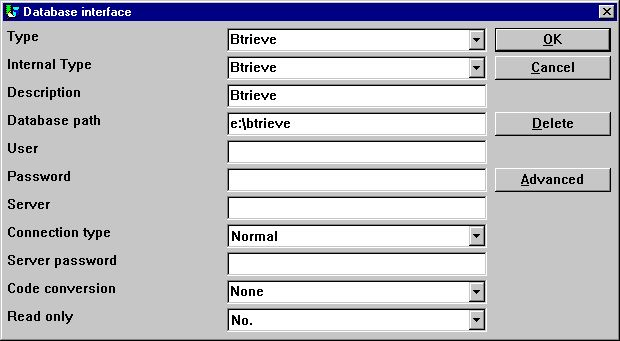 Database interface
Type Btrieve OK
Internal Type Btrieve Cancel
Description Btrieve
Database path e:\btrieve Delete
User
Password Advanced
Server
Connection type Normal
Server password
Code conversion None
Read only No.